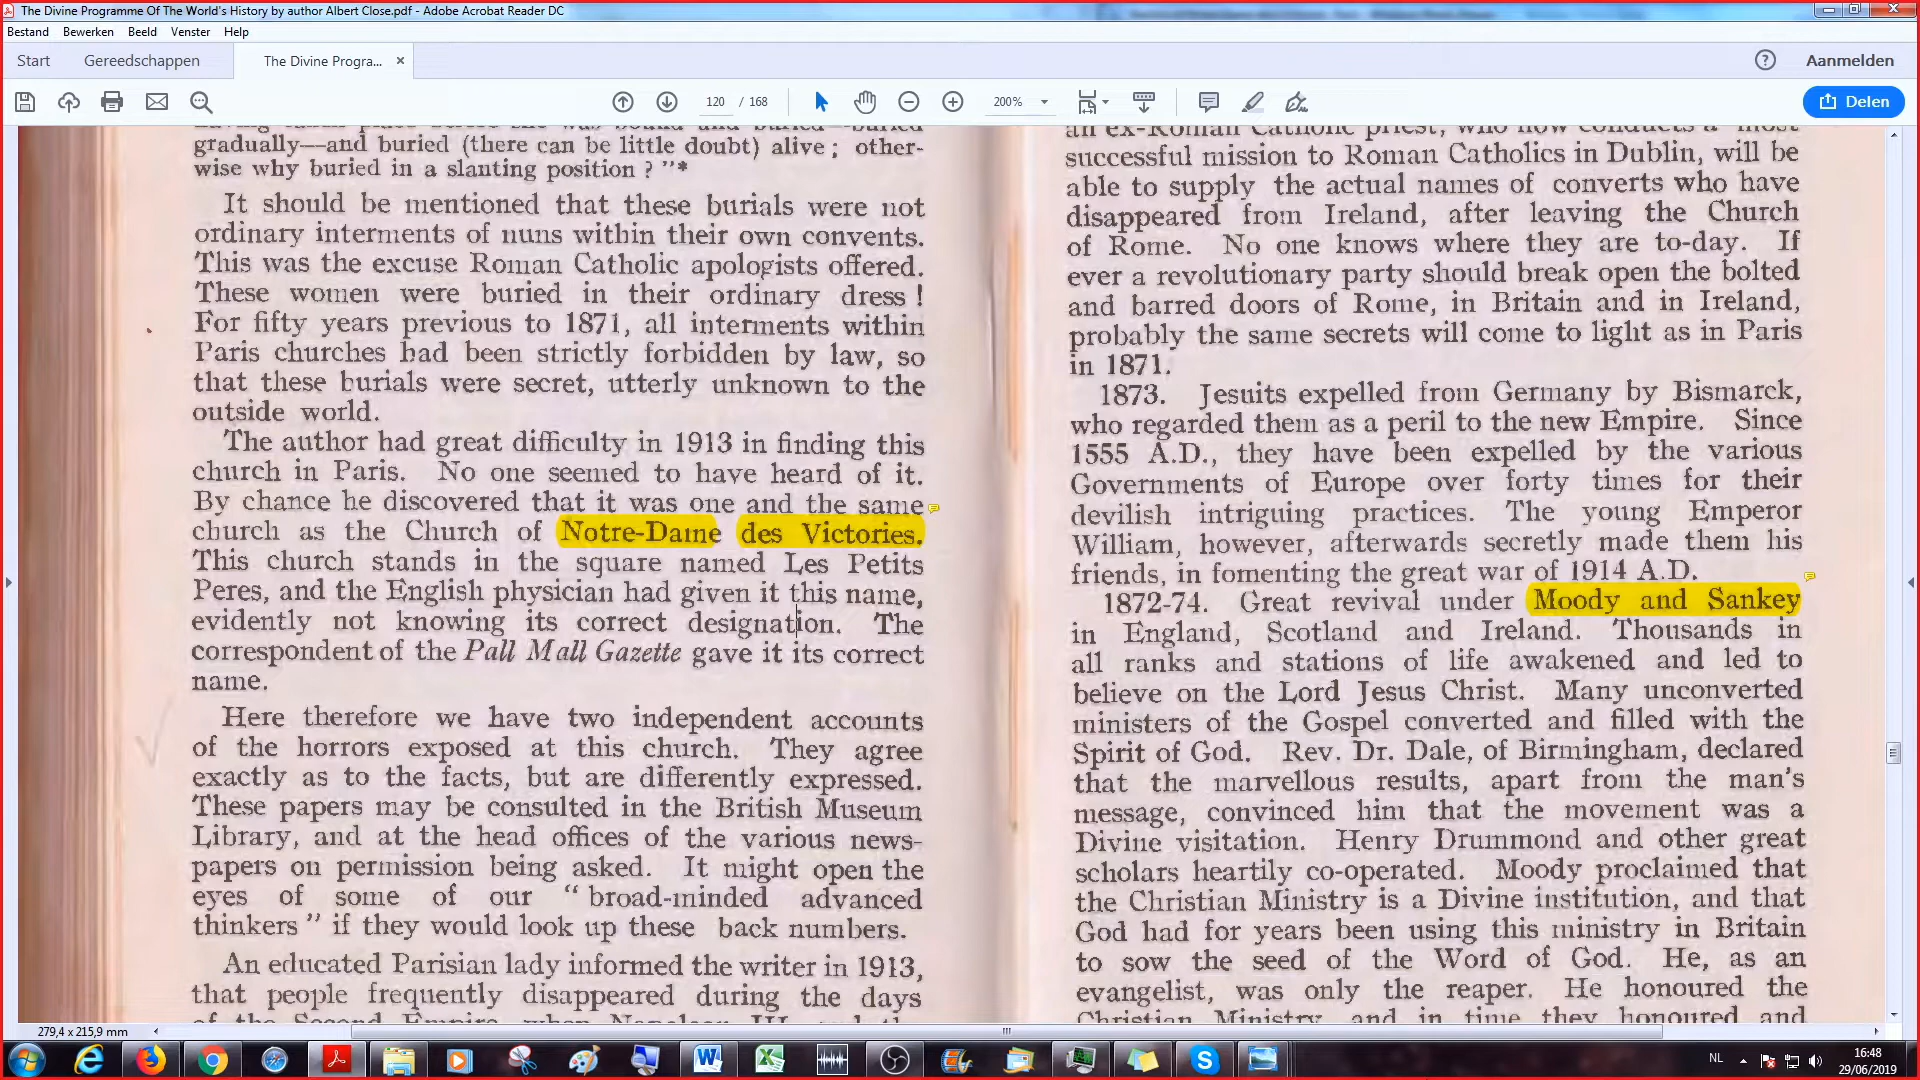 The Divine Programme Of The World's History by author Albert Close.pdf - Adobe Acrobat Reader DC
Bestand Bewerken Beeld Venster Help
Start Gereedschappen The Divine Progra... × Aanmelden
120 / 168 200% Delen
gradually—and buried (there can be little doubt) alive; other-
wise why buried in a slanting position ? "*
It should be mentioned that these burials were not
ordinary interments of nuns within their own convents.
This was the excuse Roman Catholic apologists offered.
These women were buried in their ordinary dress !
For fifty years previous to 1871, all interments within
Paris churches had been strictly forbidden by law, so
that these burials were secret, utterly unknown to the
outside world.
The author had great difficulty in 1913 in finding this
church in Paris. No one seemed to have heard of it.
By chance he discovered that it was one and the same
church as the Church of Notre-Dame des Victories.
This church stands in the square named Les Petits
Peres, and the English physician had given it this name,
evidently not knowing its correct designation. The
correspondent of the Pall Mall Gazette gave it its correct
name.
Here therefore we have two independent accounts
of the horrors exposed at this church. They agree
exactly as to the facts, but are differently expressed.
These papers may be consulted in the British Museum
Library, and at the head offices of the various news-
papers on permission being asked. It might open the
eyes of some of our " broad-minded advanced
thinkers " if they would look up these back numbers.
An educated Parisian lady informed the writer in 1913,
that people frequently disappeared during the days
of the Second Empire, when Napoleon III. and the
an ex-Roman Catholic priest, who now conducts a most
successful mission to Roman Catholics in Dublin, will be
able to supply the actual names of converts who have
disappeared from Ireland, after leaving the Church
of Rome. No one knows where they are to-day. If
ever a revolutionary party should break open the bolted
and barred doors of Rome, in Britain and in Ireland,
probably the same secrets will come to light as in Paris
in 1871.
1873. Jesuits expelled from Germany by Bismarck,
who regarded them as a peril to the new Empire. Since
1555 A.D., they have been expelled by the various
Governments of Europe over forty times for their
devilish intriguing practices. The young Emperor
William, however, afterwards secretly made them his
friends, in fomenting the great war of 1914 A.D.
1872-74. Great revival under Moody and Sankey
in England, Scotland and Ireland. Thousands in
all ranks and stations of life awakened and led to
believe on the Lord Jesus Christ. Many unconverted
ministers of the Gospel converted and filled with the
Spirit of God. Rev. Dr. Dale, of Birmingham, declared
that the marvellous results, apart from the man's
message, convinced him that the movement was a
Divine visitation. Henry Drummond and other great
scholars heartily co-operated. Moody proclaimed that
the Christian Ministry is a Divine institution, and that
God had for years been using this ministry in Britain
to sow the seed of the Word of God. He, as an
evangelist, was only the reaper. He honoured the
Christian Ministry, and in time they honoured and
279,4 x 215,9 mm
NL 16:48
29/06/2019